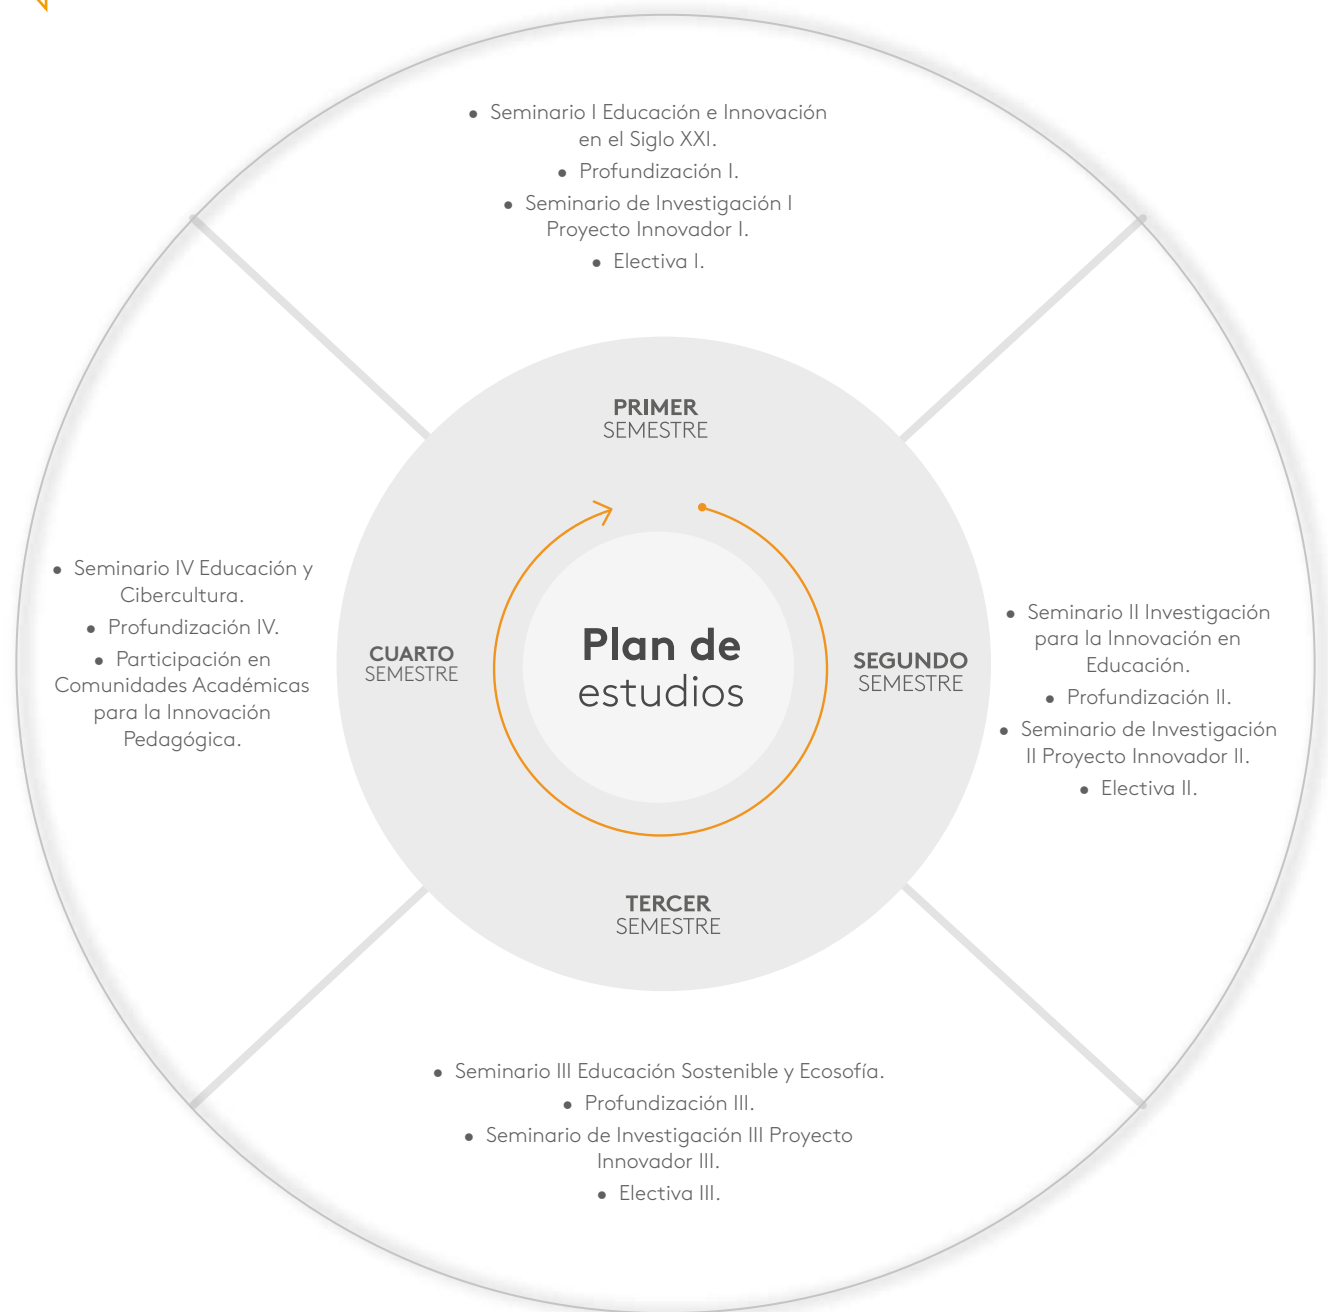 • Seminario I Educación e Innovación
en el Siglo XXI.
• Profundización I.
• Seminario de Investigación I
Proyecto Innovador I.
• Electiva I.
PRIMER
SEMESTRE
• Seminario IV Educación y
Cibercultura.
• Profundización IV.
• Participación en
Comunidades Académicas
para la Innovación
Pedagógica.
CUARTO
SEMESTRE
Plan de
estudios
SEGUNDO
SEMESTRE
• Seminario II Investigación
para la Innovación en
Educación.
• Profundización II.
• Seminario de Investigación
II Proyecto Innovador II.
• Electiva II.
TERCER
SEMESTRE
• Seminario III Educación Sostenible y Ecosofía.
• Profundización III.
• Seminario de Investigación III Proyecto
Innovador III.
• Electiva III.